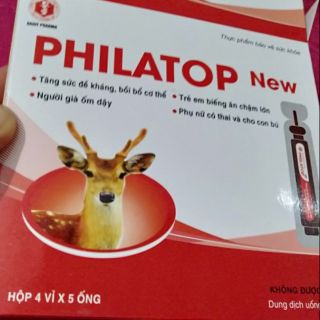 Thực phẩm bảo vệ sức khỏe
PHILATOP New
• Tăng sức đề kháng, bồi bổ cơ thể
• Trẻ em biếng ăn chậm lớn
• Người già ốm dậy
• Phụ nữ có thai và cho con bú
KHÔNG ĐƯỢC
HỘP 4 VỈ X 5 ỐNG
Dung dịch uống